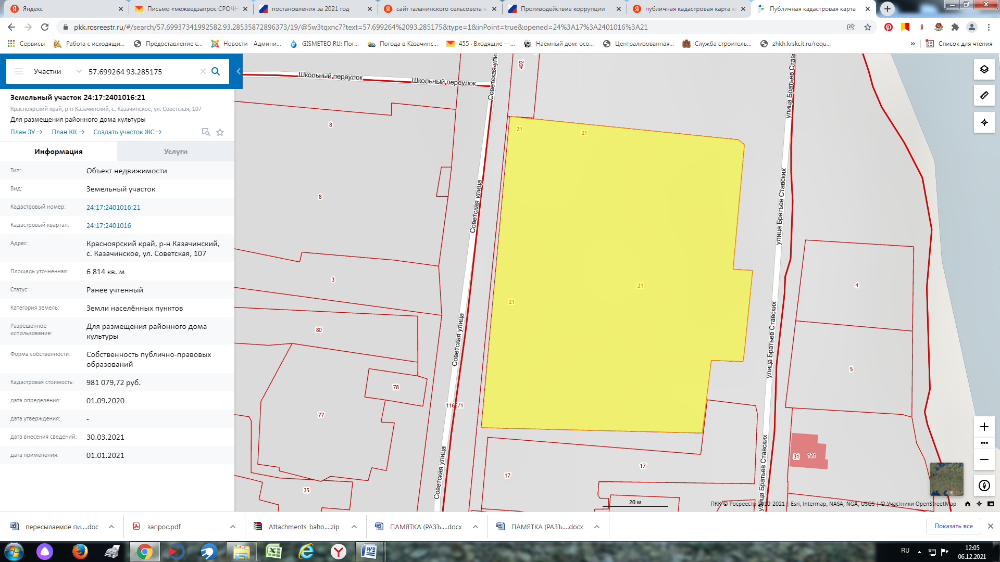 Яндекс
Письмо «межведзапрос СРОЧН
постановления за 2021 год
сайт галанинского сельсовета ка
Противодействие коррупции
публичная кадастровая карта кр
Публичная кадастровая карта
pkk.rosreestr.ru/#/search/57.69937341992582,93.28535872896373/19/@5w3tqxnc7?text=57.699264%2093.285175&type=1&inPoint=true&opened=24%3A17%3A2401016%3A21
Сервисы
Работа с исходящи...
Предоставление с...
Новости - Админи...
GISMETEO.RU: Пог...
Погода в Казачинс...
455 · Входящие —...
Наёмный дом: осо...
Централизованная...
Служба строитель...
zhkh.krskcit.ru/requ...
»
Список для чтения
Участки
57.699264 93.285175
Земельный участок 24:17:2401016:21
Красноярский край, р-н Казачинский, с. Казачинское, ул. Советская, 107
Для размещения районного дома культуры
План ЗУ →
План КК →
Создать участок ЖС →
Информация
Услуги
Тип:
Объект недвижимости
Вид:
Земельный участок
Кадастровый номер:
24:17:2401016:21
Кадастровый квартал:
24:17:2401016
Адрес:
Красноярский край, р-н Казачинский,
с. Казачинское, ул. Советская, 107
Площадь уточненная:
6 814 кв. м
Статус:
Ранее учтенный
Категория земель:
Земли населённых пунктов
Разрешенное
использование:
Для размещения районного дома
культуры
Форма собственности:
Собственность публично-правовых
образований
Кадастровая стоимость:
981 079,72 руб.
дата определения:
01.09.2020
дата утверждения:
-
дата внесения сведений:
30.03.2021
дата применения:
01.01.2021
Школьный переулок
Школьный переулок
Советская ули
402
улица Братьев Ставс
8
21
21
8
Советская улица
улица Братьев Ставских
3
21
21
4
80
Советская улица
улица Братьев Ставских
5
78
1165/1
77
17
17
35
Советская улица
улица Братьев Ставских
31
121
20 м
ПКК © Росреестр 2010-2021 | Esri, Intermap, NASA, NGA, USGS | © Участники OpenStreetMap
пересылаемое пи....doc
запрос.pdf
Attachments_baho....zip
ПАМЯТКА (РАЗЪ....docx
ПАМЯТКА (РАЗЪ....docx
Показать все
RU
12:05
06.12.2021